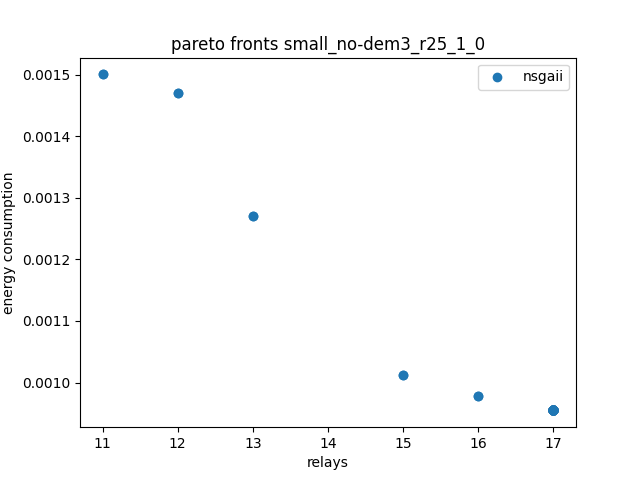 pareto fronts small_no-dem3_r25_1_0
nsgaii
0.0015
0.0014
0.0013
0.0012
0.0011
0.0010
energy consumption
11 12 13 14 15 16 17
relays